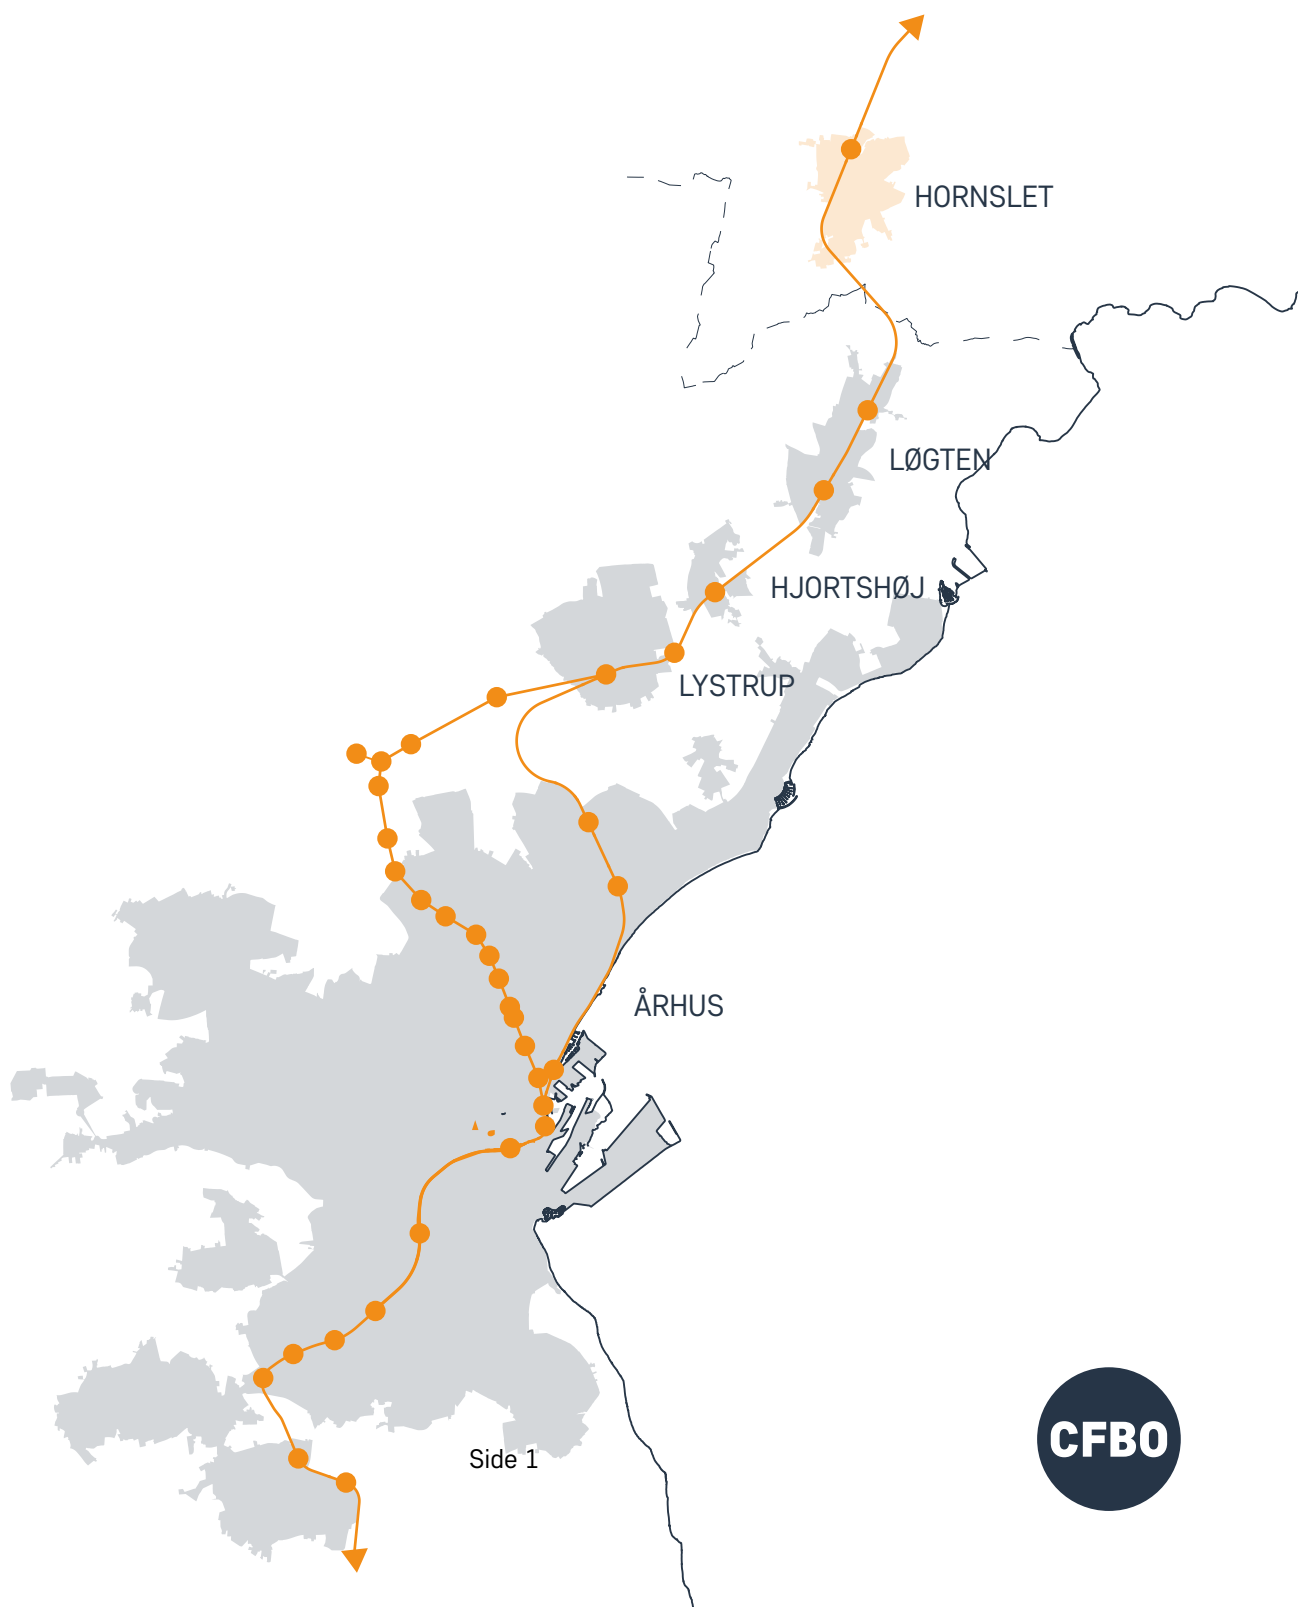 HORNSLET
LØGTEN
HJORTSHØJ
LYSTRUP
ÅRHUS
Side 1
CFBO